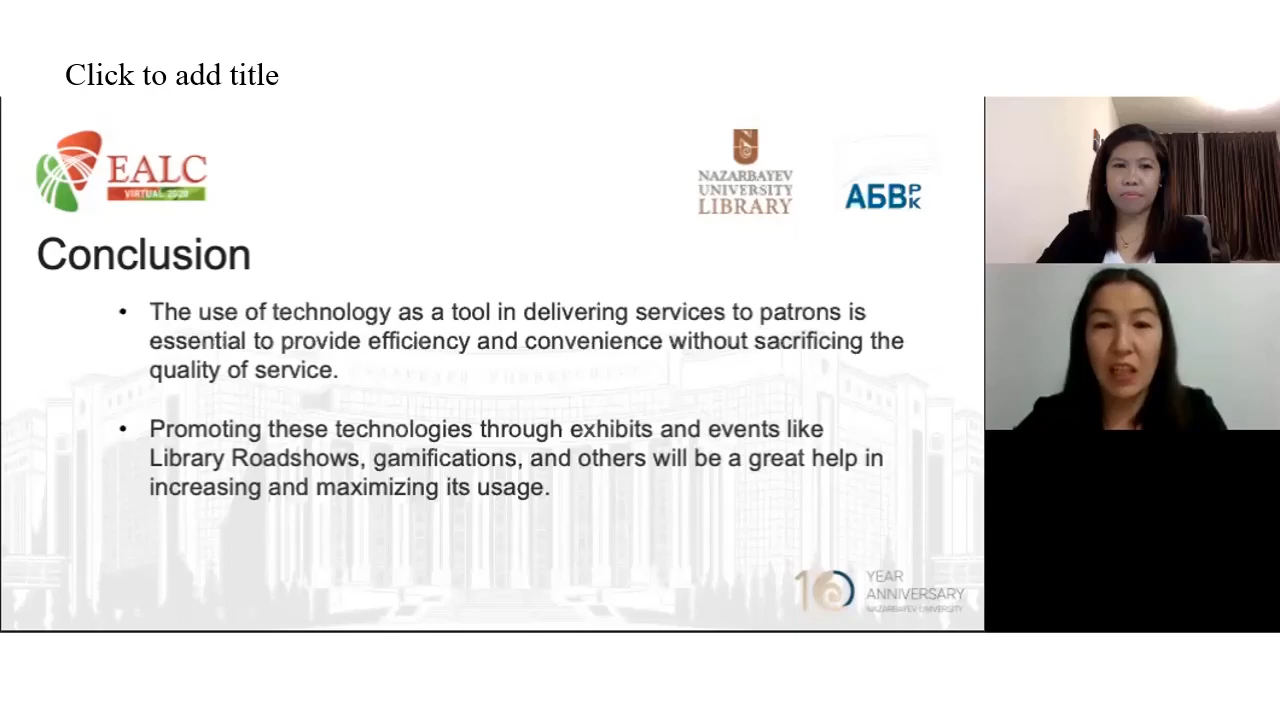 Click to add title
EALC
VIRTUAL 2020
NAZARBAYEV
UNIVERSITY
LIBRARY
АБВРК
Conclusion
• The use of technology as a tool in delivering services to patrons is
essential to provide efficiency and convenience without sacrificing the
quality of service.
• Promoting these technologies through exhibits and events like
Library Roadshows, gamifications, and others will be a great help in
increasing and maximizing its usage.
10 YEAR
ANNIVERSARY
NAZARBAYEV UNIVERSITY